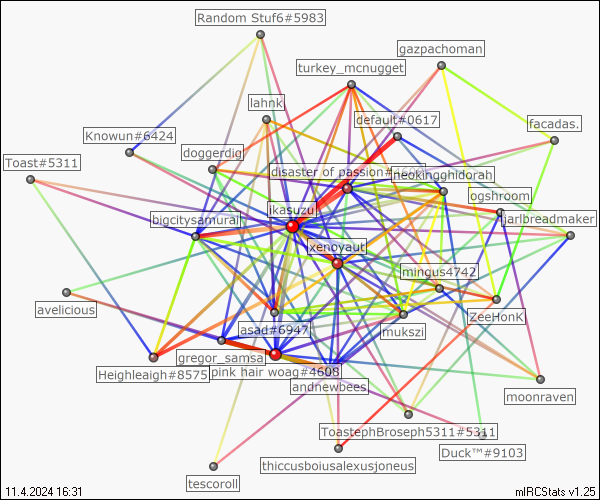 Random Stuf6#5983
gazpachoman
turkey_mcnugget
lahnk
default#0617
facadas.
Knowun#6424
doggerdig
Toast#5311
disaster of passion#
neokingghidorah
ogshroom
ikasuzu
bigcitysamurai
jarlbreadmaker
xenoyaut
mingus4742
avelicious
ZeeHonK
asad#6947
mukszi
gregor_samsa
Heighleaigh#8575
pink hair woag#4608
andnewbees
moonraven
ToastephBroseph5311#5311
Duck™#9103
thiccusboiusalexusjoneus
tescoroll
11.4.2024 16:31
mIRCStats v1.25